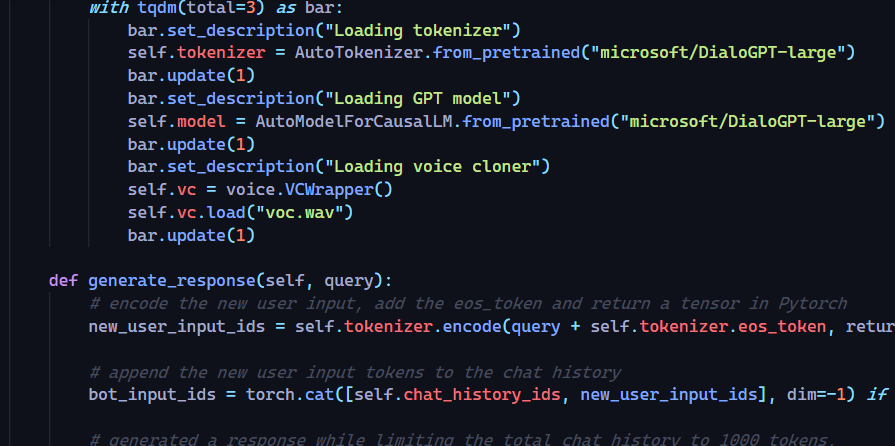 with tqdm(total=3) as bar:
bar.set_description("Loading tokenizer")
self.tokenizer = AutoTokenizer.from_pretrained("microsoft/DialoGPT-large")
bar.update(1)
bar.set_description("Loading GPT model")
self.model = AutoModelForCausalLM.from_pretrained("microsoft/DialoGPT-large")
bar.update(1)
bar.set_description("Loading voice cloner")
self.vc = voice.VCWrapper()
self.vc.load("voc.wav")
bar.update(1)
def generate_response(self, query):
# encode the new user input, add the eos_token and return a tensor in Pytorch
new_user_input_ids = self.tokenizer.encode(query + self.tokenizer.eos_token, retur
# append the new user input tokens to the chat history
bot_input_ids = torch.cat([self.chat_history_ids, new_user_input_ids], dim=-1) if
# generated a response while limiting the total chat history to 1000 tokens,